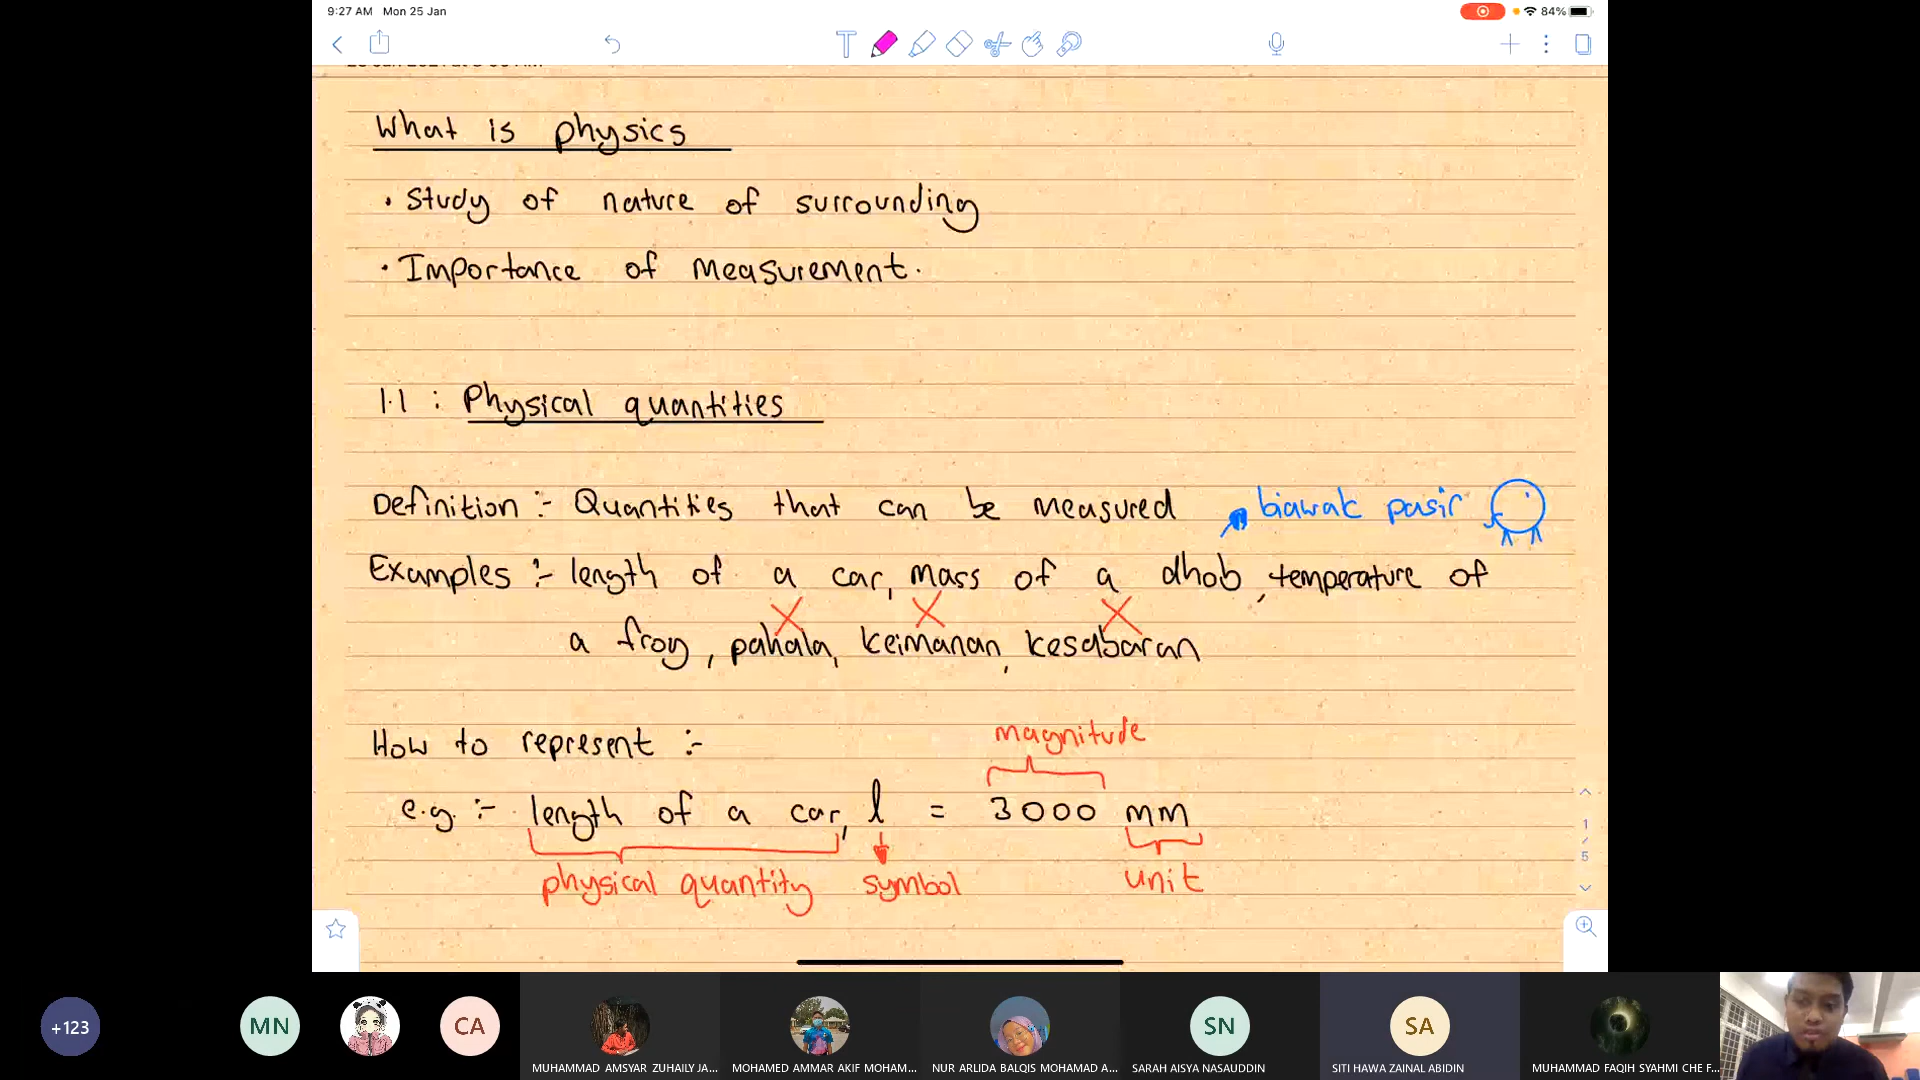 9:27 AM Mon 25 Jan
84%
What is physics
• Study of nature of surrounding
• Importance of measurement.
1.1 : Physical quantities
Definition :- Quantities that can be measured
biawak pasir
Examples :- length of a car, mass of a dhob, temperature of
a frog, pahala, keimanan, kesabaran
How to represent :-
magnitude
e.g. :- length of a car, l = 3000 mm
physical quantity symbol unit
1
/
5
+123
MN
CA
SN
SA
MUHAMMAD AMSYAR ZUHAILY JA...
MOHAMED AMMAR AKIF MOHAM...
NUR ARLIDA BALQIS MOHAMAD A...
SARAH AISYA NASAUDDIN
SITI HAWA ZAINAL ABIDIN
MUHAMMAD FAQIH SYAHMI CHE F...